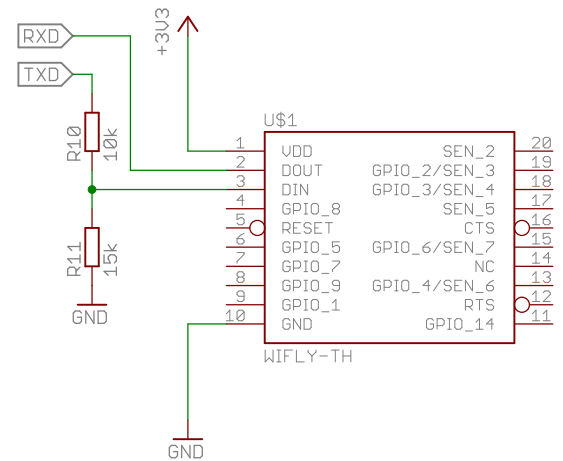 RXD
TXD
+3V3
R10
10k
R11
15k
GND
GND
U$1
1 VDD SEN_2 20
2 DOUT GPIO_2/SEN_3 19
3 DIN GPIO_3/SEN_4 18
4 GPIO_8 SEN_5 17
5 RESET CTS 16
6 GPIO_5 GPIO_6/SEN_7 15
7 GPIO_7 NC 14
8 GPIO_9 GPIO_4/SEN_6 13
9 GPIO_1 RTS 12
10 GND GPIO_14 11
WIFLY-TH